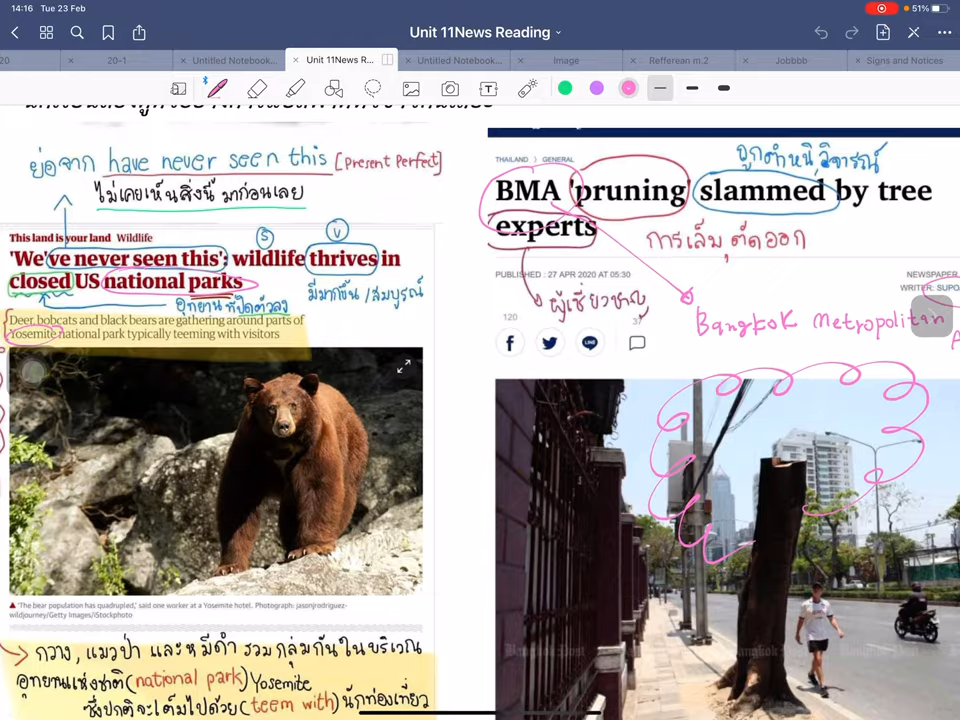 14:16 Tue 23 Feb
51%
Unit 11News Reading
20
20-1
Untitled Notebook...
Unit 11News R...
Untitled Notebook...
Image
Refferean m.2
Jobbbb
Signs and Notices
ย่อจาก have never seen this [Present Perfect]
ไม่เคยเห็นสิ่งนี้ มาก่อนเลย
This land is your land Wildlife
S
V
'We've never seen this': wildlife thrives in
closed US national parks
อุทยานที่ปิดตัวลง
มีมากขึ้น/สมบูรณ์
Deer, bobcats and black bears are gathering around parts of
Yosemite national park typically teeming with visitors
'The bear population has quadrupled,' said one worker at a Yosemite hotel. Photograph: jasonjrodriguez-
wildjourney/Getty Images/iStockphoto
กวาง, แมวป่า และหมีดำ รวมกลุ่มกันในบริเวณ
อุทยานแห่งชาติ(national park) Yosemite
ซึ่งปกติจะเต็มไปด้วย(teem with) นักท่องเที่ยว
THAILAND GENERAL
ถูกตำหนิ, วิจารณ์
BMA 'pruning' slammed by tree
experts
การเล็มตัดออก
PUBLISHED : 27 APR 2020 AT 05:30
NEWSPAPER
WRITER: SUPO
ผู้เชี่ยวชาญ
120
37
Bangkok Metropolitan
A
Bangkok Post
Bangkok Post